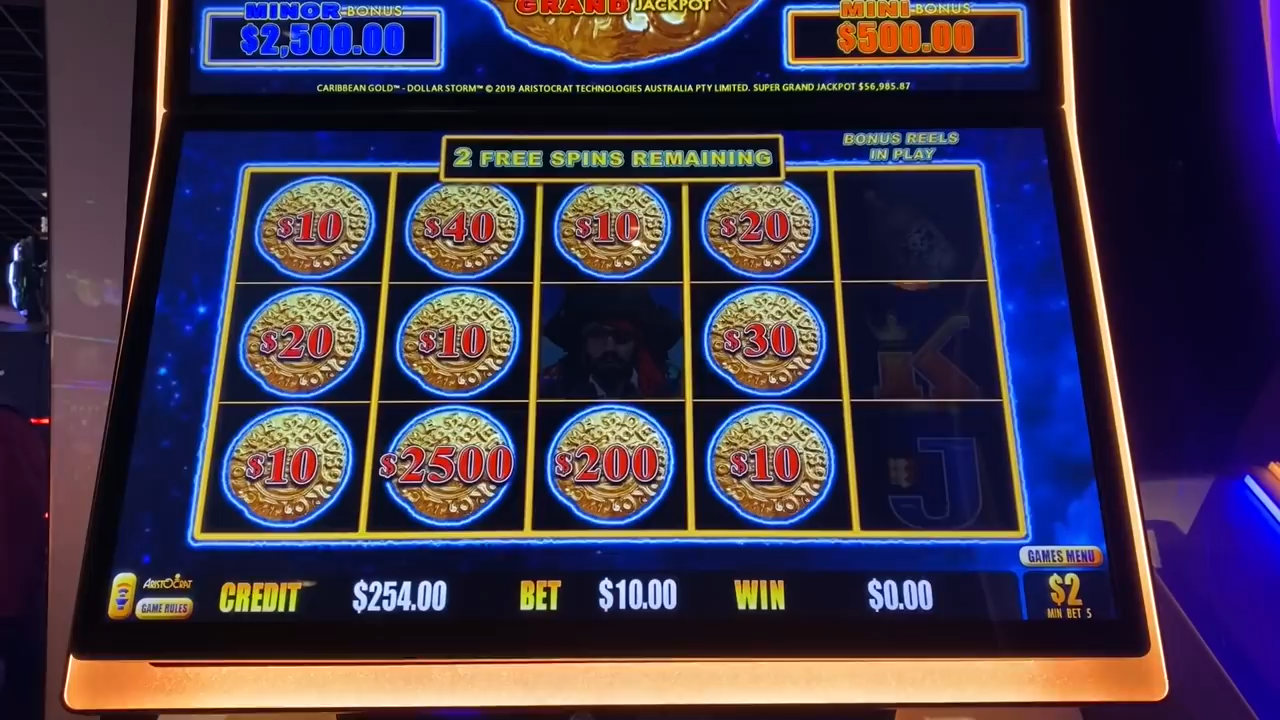 MINOR BONUS
$2,500.00
GRAND JACKPOT
MINI BONUS
$500.00
CARIBBEAN GOLD™ - DOLLAR STORM™ © 2019 ARISTOCRAT TECHNOLOGIES AUSTRALIA PTY LIMITED. SUPER GRAND JACKPOT $56,985.87
2 FREE SPINS REMAINING
BONUS REELS
IN PLAY
$10 $40 $10 $20
$20 $10 $30
K
$10 $2500 $200 $10
J
GAMES MENU
ARISTOCRAT
GAME RULES
CREDIT $254.00 BET $10.00 WIN $0.00
$2
MIN BET 5